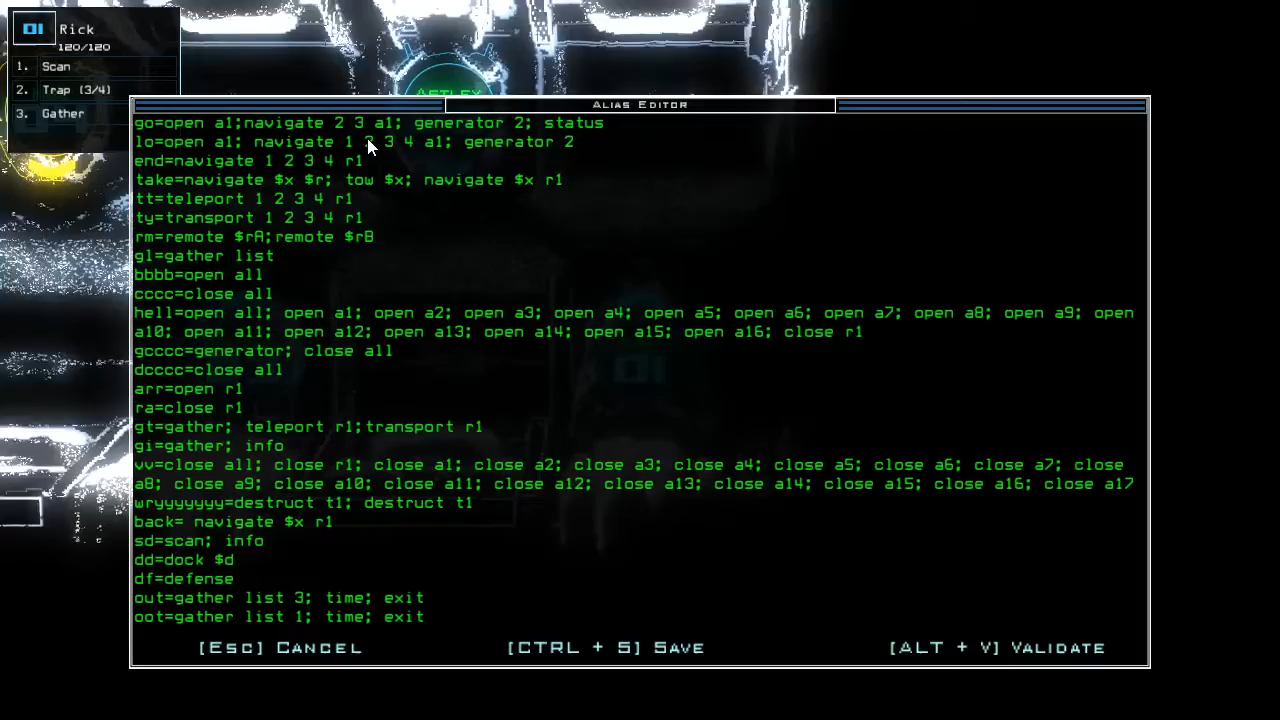 01 Rick
120/120
1. Scan
2. Trap (3/4)
3. Gather
Alias Editor
go=open a1;navigate 2 3 a1; generator 2; status
lo=open a1; navigate 1 2 3 4 a1; generator 2
end=navigate 1 2 3 4 r1
take=navigate $x $r; tow $x; navigate $x r1
tt=teleport 1 2 3 4 r1
ty=transport 1 2 3 4 r1
rm=remote $rA;remote $rB
gl=gather list
bbbb=open all
cccc=close all
hell=open all; open a1; open a2; open a3; open a4; open a5; open a6; open a7; open a8; open a9; open
a10; open a11; open a12; open a13; open a14; open a15; open a16; close r1
gcccc=generator; close all
dcccc=close all
arr=open r1
ra=close r1
gt=gather; teleport r1;transport r1
gi=gather; info
vv=close all; close r1; close a1; close a2; close a3; close a4; close a5; close a6; close a7; close
a8; close a9; close a10; close a11; close a12; close a13; close a14; close a15; close a16; close a17
wryyyyyyy=destruct t1; destruct t1
back= navigate $x r1
sd=scan; info
dd=dock $d
df=defense
out=gather list 3; time; exit
oot=gather list 1; time; exit
[Esc] Cancel
[CTRL + S] Save
[ALT + V] Validate